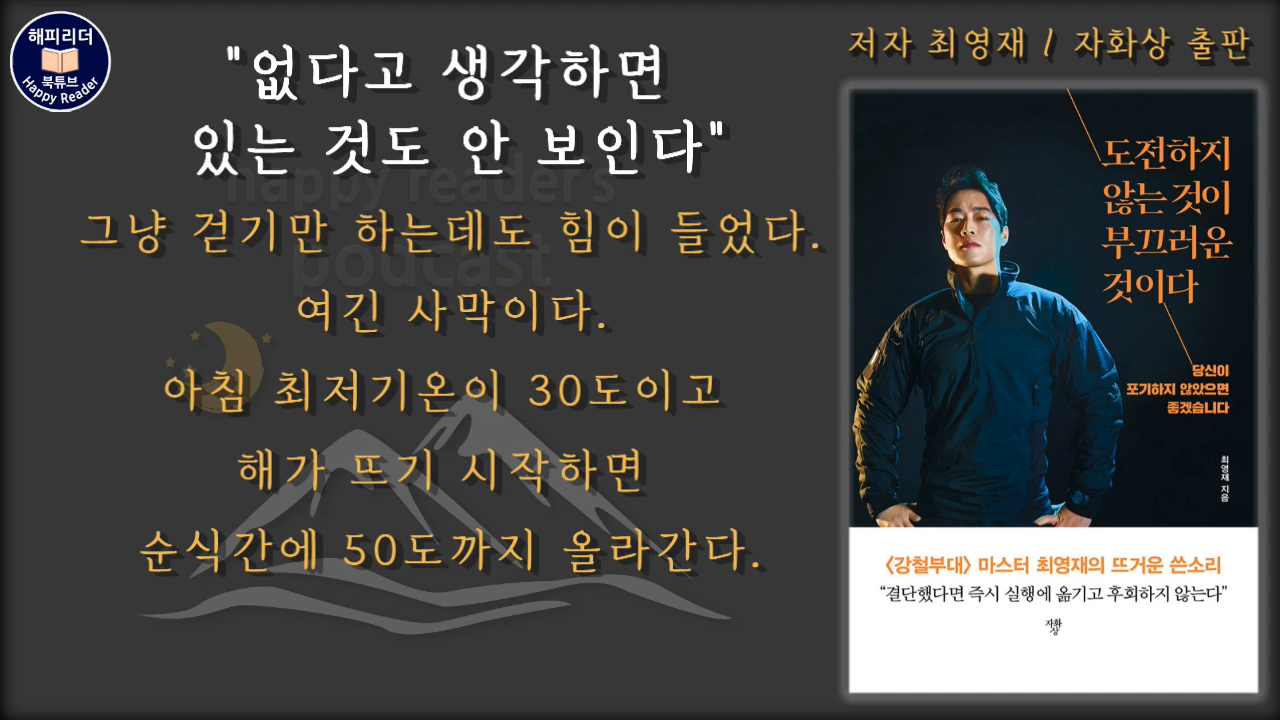 해피리더
북튜브
Happy Reader
"없다고 생각하면
있는 것도 안 보인다"
happy reader's
podcast
그냥 걷기만 하는데도 힘이 들었다.
여긴 사막이다.
아침 최저기온이 30도이고
해가 뜨기 시작하면
순식간에 50도까지 올라간다.
저자 최영재 / 자화상 출판
도전하지
않는 것이
부끄러운
것이다
당신이
포기하지 않았으면
좋겠습니다
최영재 지음
<강철부대> 마스터 최영재의 뜨거운 쓴소리
“결단했다면 즉시 실행에 옮기고 후회하지 않는다”
자화
상